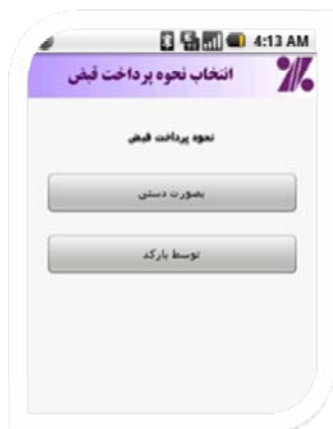 4:13 AM
انتخاب نحوه پرداخت قبض
نحوه پرداخت قبض
بصورت دستی
توسط بارکد